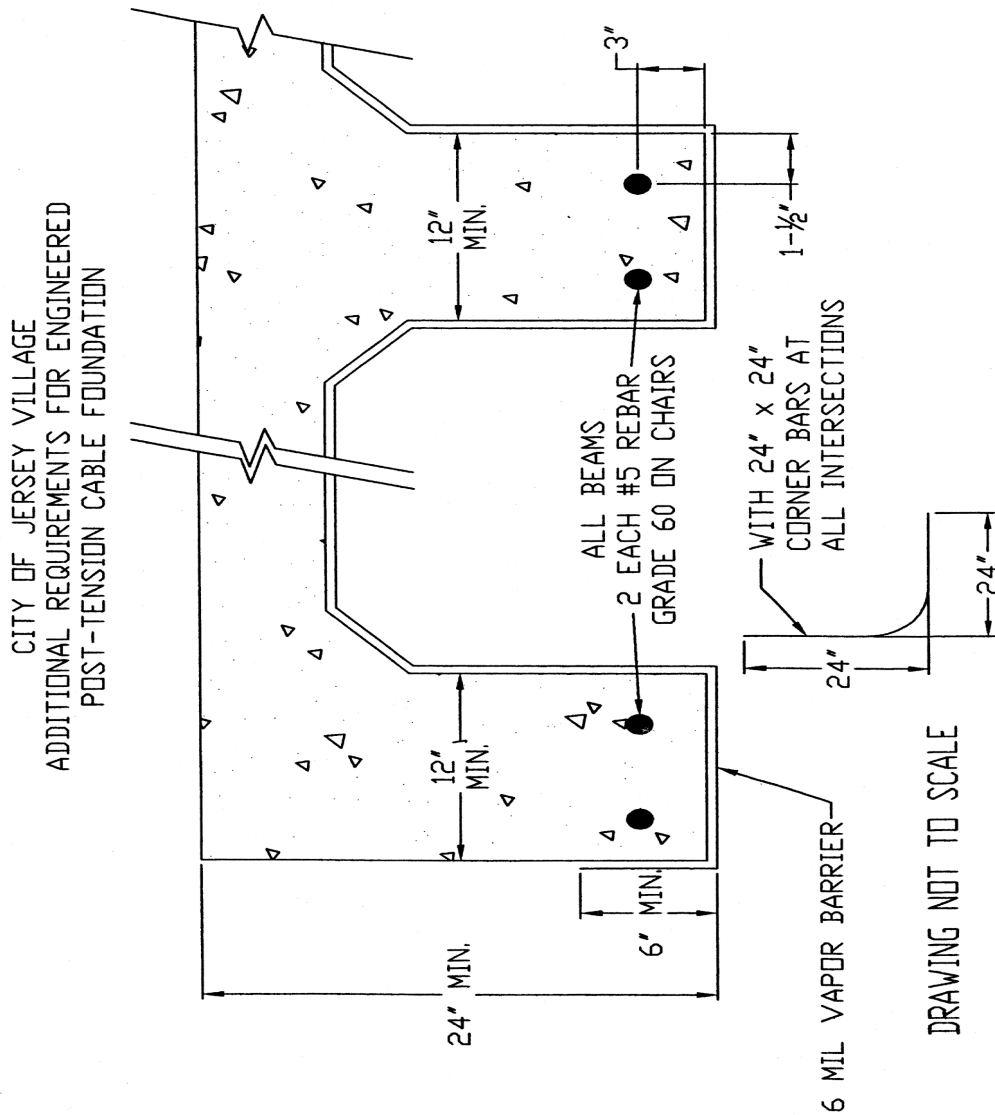 CITY OF JERSEY VILLAGE
ADDITIONAL REQUIREMENTS FOR ENGINEERED
POST-TENSION CABLE FOUNDATION
24" MIN.
6" MIN.
12"
MIN.
12"
MIN.
3"
1-½"
ALL BEAMS
2 EACH #5 REBAR
GRADE 60 ON CHAIRS
WITH 24" x 24"
CORNER BARS AT
ALL INTERSECTIONS
24"
24"
6 MIL VAPOR BARRIER
DRAWING NOT TO SCALE